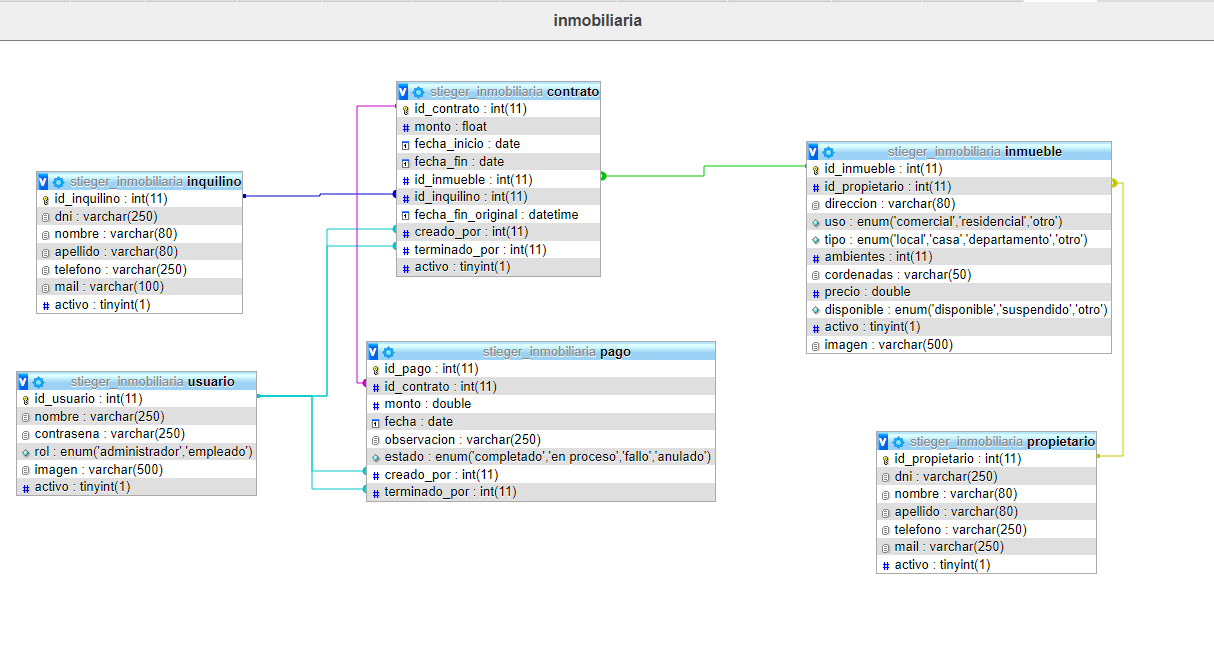 inmobiliaria
stieger_inmobiliaria contrato
id_contrato : int(11)
monto : float
fecha_inicio : date
fecha_fin : date
id_inmueble : int(11)
id_inquilino : int(11)
fecha_fin_original : datetime
creado_por : int(11)
terminado_por : int(11)
activo : tinyint(1)
stieger_inmobiliaria inmueble
id_inmueble : int(11)
id_propietario : int(11)
direccion : varchar(80)
uso : enum('comercial','residencial','otro')
tipo : enum('local','casa','departamento','otro')
ambientes : int(11)
cordenadas : varchar(50)
precio : double
disponible : enum('disponible','suspendido','otro')
activo : tinyint(1)
imagen : varchar(500)
stieger_inmobiliaria inquilino
id_inquilino : int(11)
dni : varchar(250)
nombre : varchar(80)
apellido : varchar(80)
telefono : varchar(250)
mail : varchar(100)
activo : tinyint(1)
stieger_inmobiliaria pago
id_pago : int(11)
id_contrato : int(11)
monto : double
fecha : date
observacion : varchar(250)
estado : enum('completado','en proceso','fallo','anulado')
creado_por : int(11)
terminado_por : int(11)
stieger_inmobiliaria usuario
id_usuario : int(11)
nombre : varchar(250)
contrasena : varchar(250)
rol : enum('administrador','empleado')
imagen : varchar(500)
activo : tinyint(1)
stieger_inmobiliaria propietario
id_propietario : int(11)
dni : varchar(250)
nombre : varchar(80)
apellido : varchar(80)
telefono : varchar(250)
mail : varchar(250)
activo : tinyint(1)